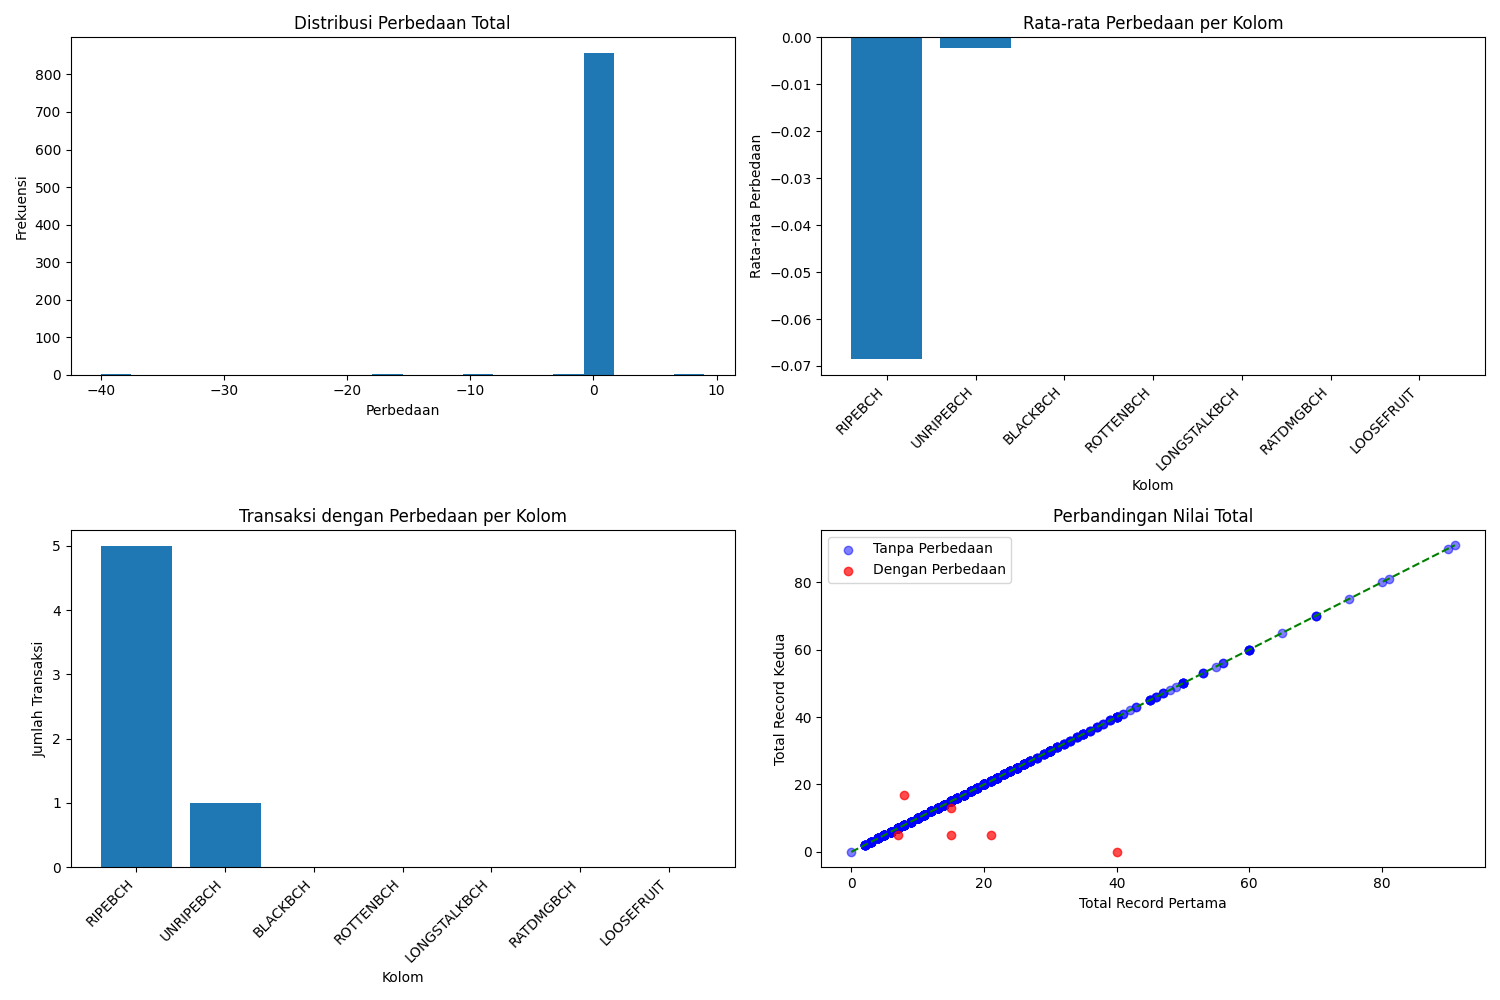 Distribusi Perbedaan Total
800
700
600
500
400
300
200
100
0
Frekuensi
−40 −30 −20 −10 0 10
Perbedaan
Rata-rata Perbedaan per Kolom
0.00
−0.01
−0.02
−0.03
−0.04
−0.05
−0.06
−0.07
Rata-rata Perbedaan
RIPEBCH
UNRIPEBCH
BLACKBCH
ROTTENBCH
LONGSTALKBCH
RATDMGBCH
LOOSEFRUIT
Kolom
Transaksi dengan Perbedaan per Kolom
5
4
3
2
1
0
Jumlah Transaksi
RIPEBCH
UNRIPEBCH
BLACKBCH
ROTTENBCH
LONGSTALKBCH
RATDMGBCH
LOOSEFRUIT
Kolom
Perbandingan Nilai Total
Tanpa Perbedaan
Dengan Perbedaan
80
60
40
20
0
Total Record Kedua
0 20 40 60 80
Total Record Pertama